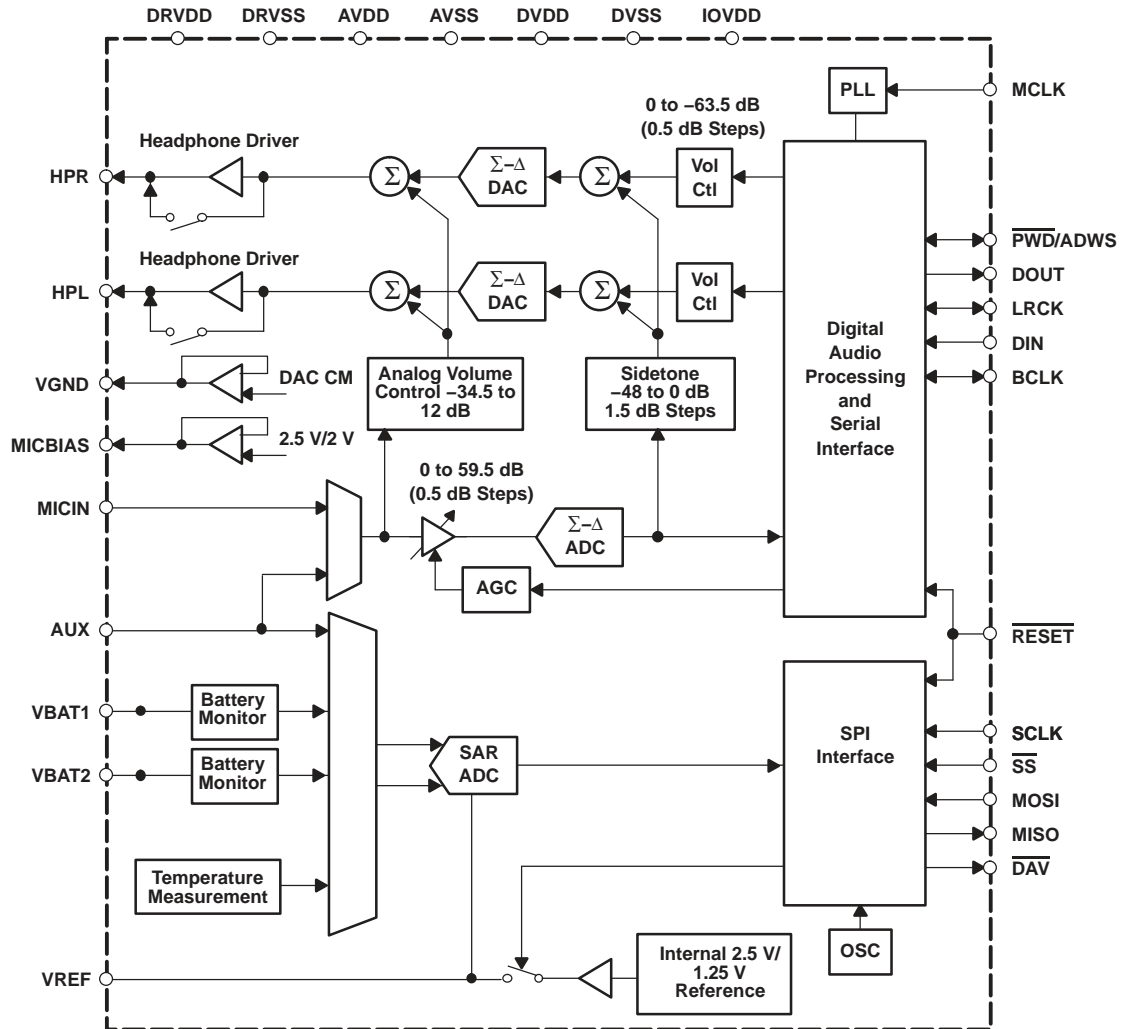 DRVDD DRVSS AVDD AVSS DVDD DVSS IOVDD
PLL
MCLK
0 to −63.5 dB
(0.5 dB Steps)
Headphone Driver
HPR
Σ
Σ−Δ
DAC
Σ
Vol
Ctl
PWD/ADWS
Headphone Driver
DOUT
HPL
Σ
Σ−Δ
DAC
Σ
Vol
Ctl
LRCK
Digital
Audio
Processing
and
Serial
Interface
DIN
VGND
DAC CM
Analog Volume
Control −34.5 to
12 dB
Sidetone
−48 to 0 dB
1.5 dB Steps
BCLK
MICBIAS
2.5 V/2 V
0 to 59.5 dB
(0.5 dB Steps)
MICIN
Σ−Δ
ADC
AGC
AUX
RESET
VBAT1
Battery
Monitor
SPI
Interface
SCLK
VBAT2
Battery
Monitor
SAR
ADC
SS
MOSI
MISO
DAV
Temperature
Measurement
OSC
VREF
Internal 2.5 V/
1.25 V
Reference